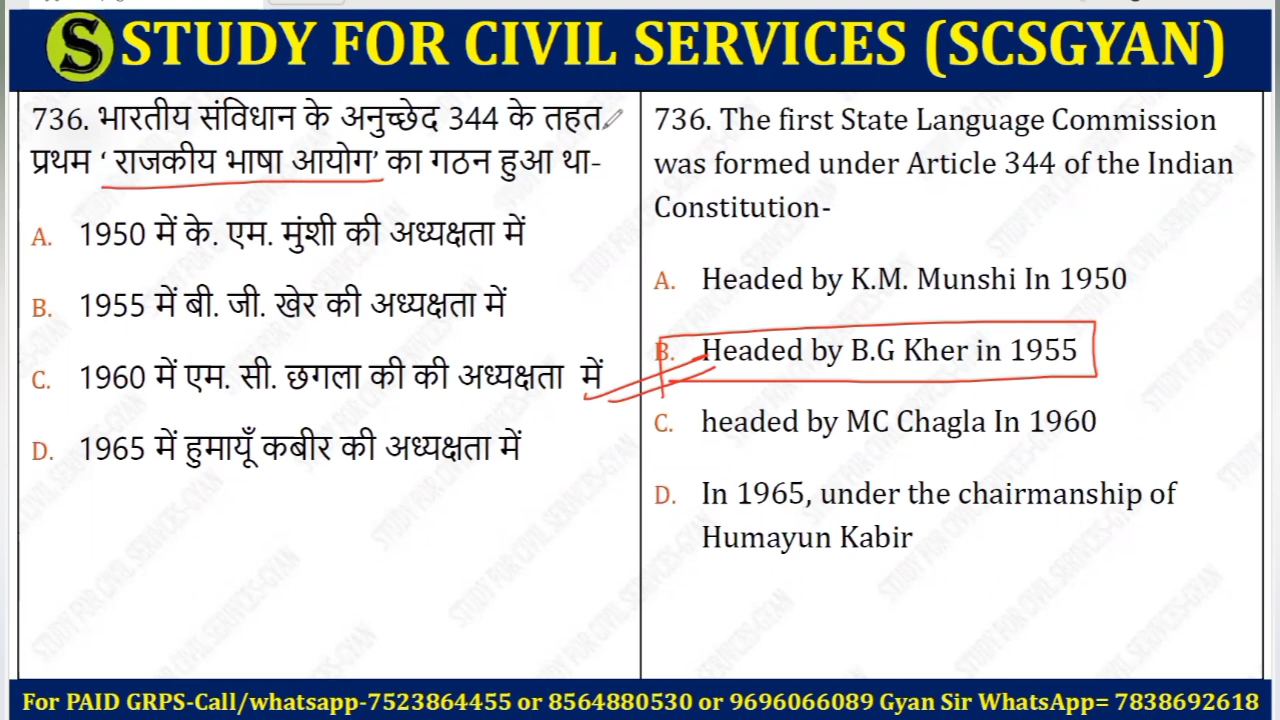 S STUDY FOR CIVIL SERVICES (SCSGYAN)
736. भारतीय संविधान के अनुच्छेद 344 के तहत
प्रथम ‘ राजकीय भाषा आयोग’ का गठन हुआ था-
A. 1950 में के. एम. मुंशी की अध्यक्षता में
B. 1955 में बी. जी. खेर की अध्यक्षता में
C. 1960 में एम. सी. छगला की की अध्यक्षता में
D. 1965 में हुमायूँ कबीर की अध्यक्षता में
736. The first State Language Commission
was formed under Article 344 of the Indian
Constitution-
A. Headed by K.M. Munshi In 1950
B. Headed by B.G Kher in 1955
C. headed by MC Chagla In 1960
D. In 1965, under the chairmanship of
Humayun Kabir
For PAID GRPS-Call/whatsapp-7523864455 or 8564880530 or 9696066089 Gyan Sir WhatsApp= 7838692618